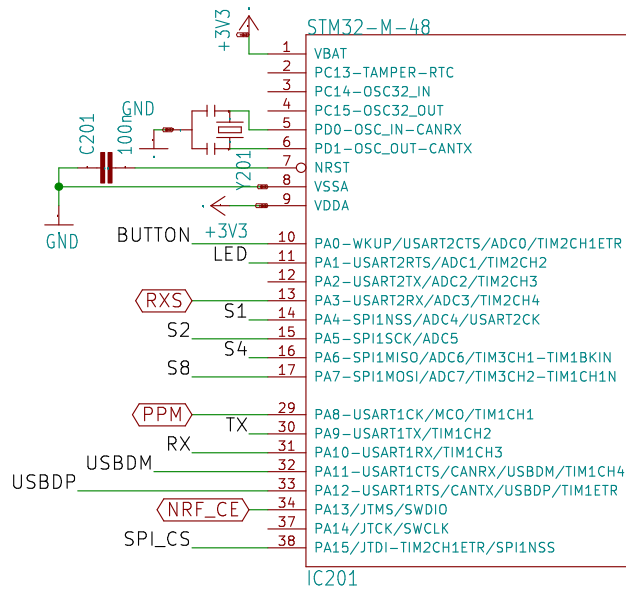 STM32-M-48
+3V3
1 VBAT
2 PC13-TAMPER-RTC
3 PC14-OSC32_IN
GND
4 PC15-OSC32_OUT
C201
100n
5 PD0-OSC_IN-CANRX
6 PD1-OSC_OUT-CANTX
Y201
7 NRST
8 VSSA
9 VDDA
GND
+3V3
BUTTON 10 PA0-WKUP/USART2CTS/ADC0/TIM2CH1ETR
LED 11 PA1-USART2RTS/ADC1/TIM2CH2
12 PA2-USART2TX/ADC2/TIM2CH3
RXS 13 PA3-USART2RX/ADC3/TIM2CH4
S1 14 PA4-SPI1NSS/ADC4/USART2CK
S2 15 PA5-SPI1SCK/ADC5
S4 16 PA6-SPI1MISO/ADC6/TIM3CH1-TIM1BKIN
S8 17 PA7-SPI1MOSI/ADC7/TIM3CH2-TIM1CH1N
PPM 29 PA8-USART1CK/MCO/TIM1CH1
TX 30 PA9-USART1TX/TIM1CH2
RX 31 PA10-USART1RX/TIM1CH3
USBDM 32 PA11-USART1CTS/CANRX/USBDM/TIM1CH4
USBDP 33 PA12-USART1RTS/CANTX/USBDP/TIM1ETR
NRF_CE 34 PA13/JTMS/SWDIO
37 PA14/JTCK/SWCLK
SPI_CS 38 PA15/JTDI-TIM2CH1ETR/SPI1NSS
IC201